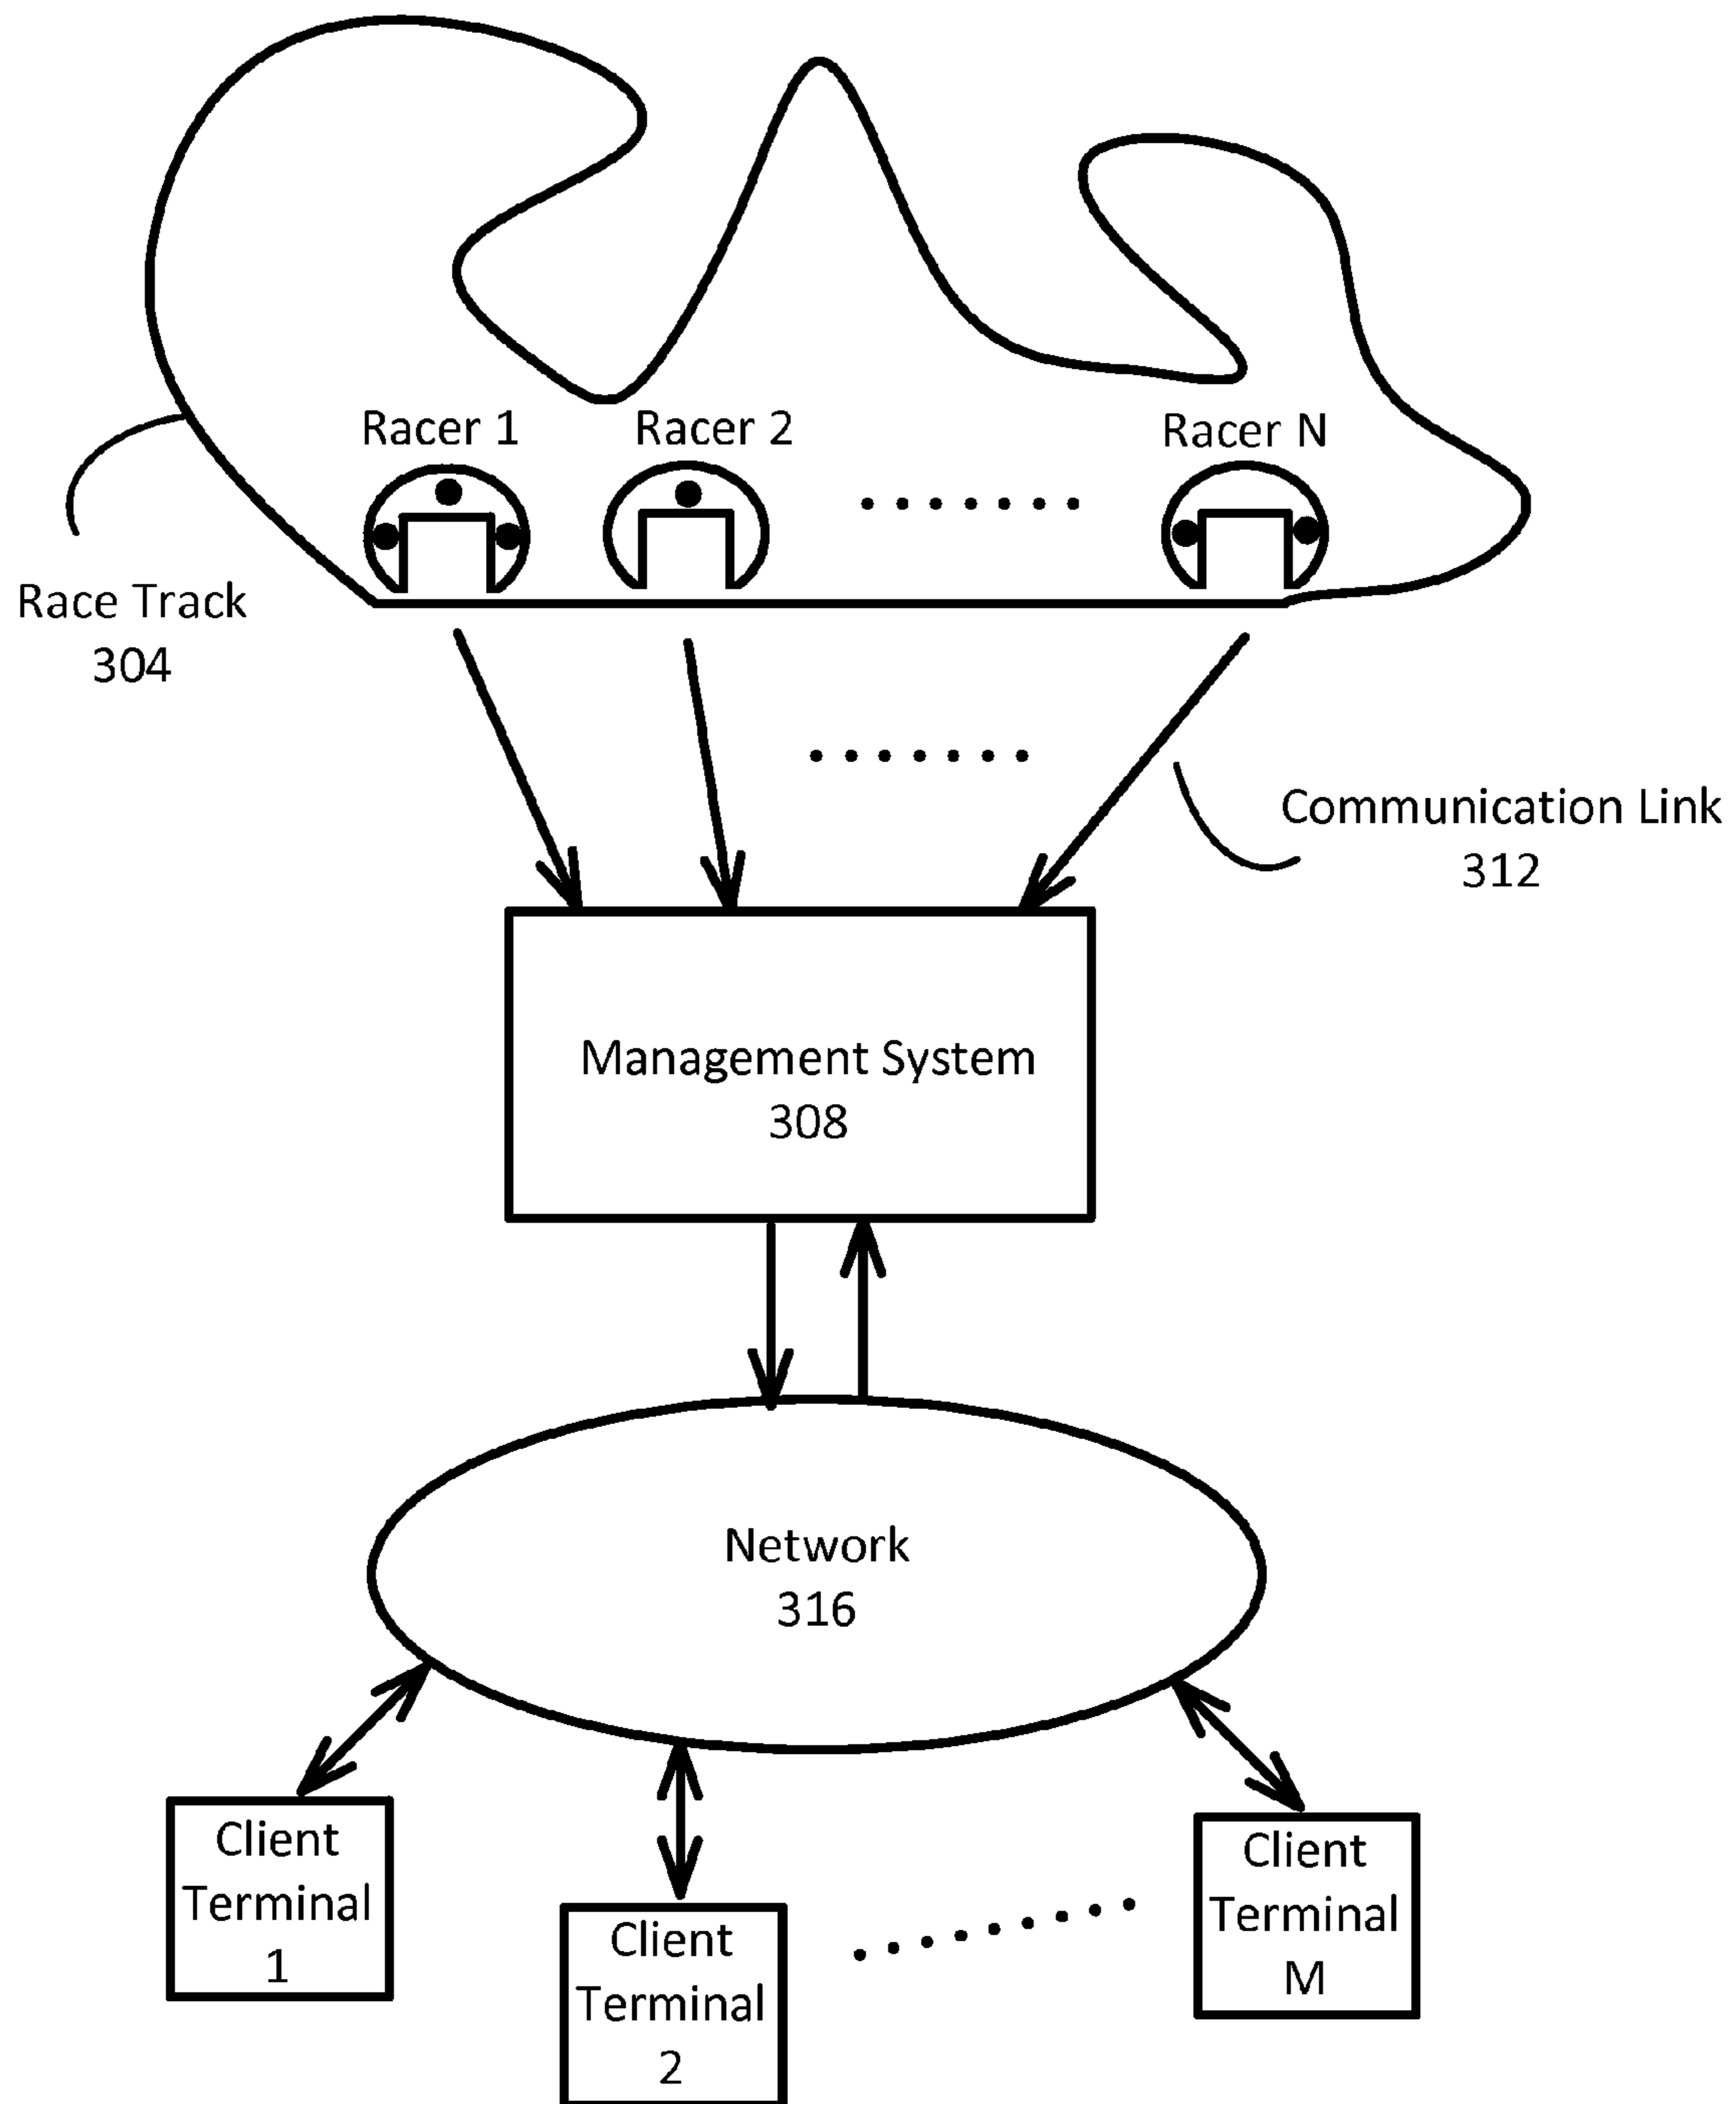 Racer 1
Racer 2
Racer N
Race Track
304
Communication Link
312
Management System
308
Network
316
Client
Terminal
1
Client
Terminal
2
Client
Terminal
M